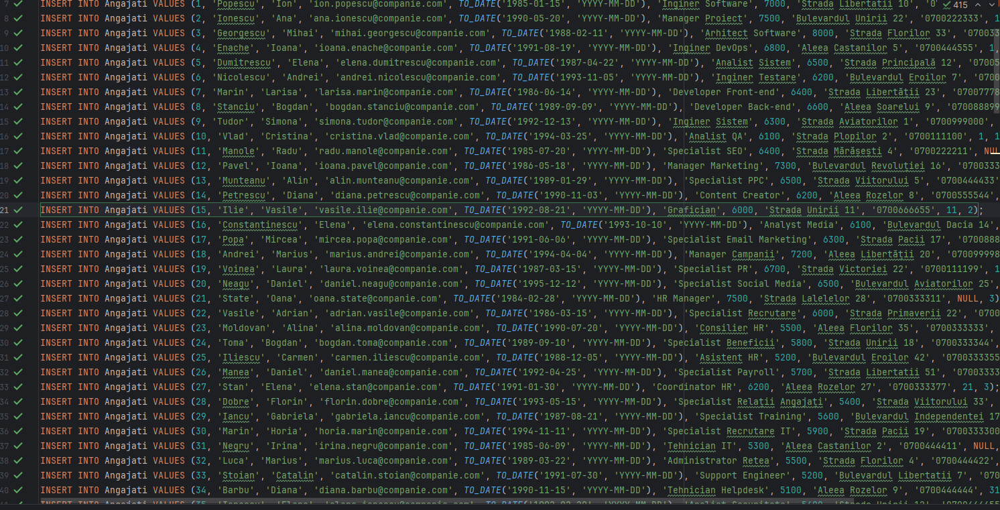 7 INSERT INTO Angajati VALUES (1, 'Popescu', 'Ion', 'ion.popescu@companie.com', TO_DATE('1985-01-15', 'YYYY-MM-DD'), 'Inginer Software', 7000, 'Strada Libertatii 10', '0' 415
8 INSERT INTO Angajati VALUES (2, 'Ionescu', 'Ana', 'ana.ionescu@companie.com', TO_DATE('1990-05-20', 'YYYY-MM-DD'), 'Manager Proiect', 7500, 'Bulevardul Unirii 22', '0700222333', 1
9 INSERT INTO Angajati VALUES (3, 'Georgescu', 'Mihai', 'mihai.georgescu@companie.com', TO_DATE('1988-02-11', 'YYYY-MM-DD'), 'Arhitect Software', 8000, 'Strada Florilor 33', '070033
10 INSERT INTO Angajati VALUES (4, 'Enache', 'Ioana', 'ioana.enache@companie.com', TO_DATE('1991-08-19', 'YYYY-MM-DD'), 'Inginer DevOps', 6800, 'Aleea Castanilor 5', '0700444555', 1,
11 INSERT INTO Angajati VALUES (5, 'Dumitrescu', 'Elena', 'elena.dumitrescu@companie.com', TO_DATE('1987-04-22', 'YYYY-MM-DD'), 'Analist Sistem', 6500, 'Strada Principală 12', '07005
12 INSERT INTO Angajati VALUES (6, 'Nicolescu', 'Andrei', 'andrei.nicolescu@companie.com', TO_DATE('1993-11-05', 'YYYY-MM-DD'), 'Inginer Testare', 6200, 'Bulevardul Eroilor 7', '0700
13 INSERT INTO Angajati VALUES (7, 'Marin', 'Larisa', 'larisa.marin@companie.com', TO_DATE('1986-06-14', 'YYYY-MM-DD'), 'Developer Front-end', 6400, 'Strada Libertății 23', '07007778
14 INSERT INTO Angajati VALUES (8, 'Stanciu', 'Bogdan', 'bogdan.stanciu@companie.com', TO_DATE('1989-09-09', 'YYYY-MM-DD'), 'Developer Back-end', 6600, 'Aleea Soarelui 9', '070088899
15 INSERT INTO Angajati VALUES (9, 'Tudor', 'Simona', 'simona.tudor@companie.com', TO_DATE('1992-12-13', 'YYYY-MM-DD'), 'Inginer Sistem', 6300, 'Strada Aviatorilor 1', '0700999000',
16 INSERT INTO Angajati VALUES (10, 'Vlad', 'Cristina', 'cristina.vlad@companie.com', TO_DATE('1994-03-25', 'YYYY-MM-DD'), 'Analist QA', 6100, 'Strada Plopilor 2', '0700111100', 1, 1
17 INSERT INTO Angajati VALUES (11, 'Manole', 'Radu', 'radu.manole@companie.com', TO_DATE('1985-07-20', 'YYYY-MM-DD'), 'Specialist SEO', 6400, 'Strada Mărășești 4', '0700222211', NUL
18 INSERT INTO Angajati VALUES (12, 'Pavel', 'Ioana', 'ioana.pavel@companie.com', TO_DATE('1986-05-18', 'YYYY-MM-DD'), 'Manager Marketing', 7300, 'Bulevardul Revoluției 16', '0700333
19 INSERT INTO Angajati VALUES (13, 'Munteanu', 'Alin', 'alin.munteanu@companie.com', TO_DATE('1989-01-29', 'YYYY-MM-DD'), 'Specialist PPC', 6500, 'Strada Viitorului 5', '0700444433'
20 INSERT INTO Angajati VALUES (14, 'Petrescu', 'Diana', 'diana.petrescu@companie.com', TO_DATE('1990-11-03', 'YYYY-MM-DD'), 'Content Creator', 6200, 'Aleea Rozelor 8', '0700555544',
21 INSERT INTO Angajati VALUES (15, 'Ilie', 'Vasile', 'vasile.ilie@companie.com', TO_DATE('1992-08-21', 'YYYY-MM-DD'), 'Grafician', 6000, 'Strada Unirii 11', '0700666655', 11, 2);
22 INSERT INTO Angajati VALUES (16, 'Constantinescu', 'Elena', 'elena.constantinescu@companie.com', TO_DATE('1993-10-10', 'YYYY-MM-DD'), 'Analyst Media', 6100, 'Bulevardul Dacia 14',
23 INSERT INTO Angajati VALUES (17, 'Popa', 'Mircea', 'mircea.popa@companie.com', TO_DATE('1991-06-06', 'YYYY-MM-DD'), 'Specialist Email Marketing', 6300, 'Strada Pacii 17', '0700888
24 INSERT INTO Angajati VALUES (18, 'Andrei', 'Marius', 'marius.andrei@companie.com', TO_DATE('1994-04-04', 'YYYY-MM-DD'), 'Manager Campanii', 7200, 'Aleea Libertății 20', '070099998
25 INSERT INTO Angajati VALUES (19, 'Voinea', 'Laura', 'laura.voinea@companie.com', TO_DATE('1987-03-15', 'YYYY-MM-DD'), 'Specialist PR', 6700, 'Strada Victoriei 22', '0700111199', 1
26 INSERT INTO Angajati VALUES (20, 'Neagu', 'Daniel', 'daniel.neagu@companie.com', TO_DATE('1995-12-12', 'YYYY-MM-DD'), 'Specialist Social Media', 6500, 'Bulevardul Aviatorilor 25',
27 INSERT INTO Angajati VALUES (21, 'State', 'Oana', 'oana.state@companie.com', TO_DATE('1984-02-28', 'YYYY-MM-DD'), 'HR Manager', 7500, 'Strada Lalelelor 28', '0700333311', NULL, 3)
28 INSERT INTO Angajati VALUES (22, 'Vasile', 'Adrian', 'adrian.vasile@companie.com', TO_DATE('1986-03-15', 'YYYY-MM-DD'), 'Specialist Recrutare', 6000, 'Strada Primaverii 22', '0700
29 INSERT INTO Angajati VALUES (23, 'Moldovan', 'Alina', 'alina.moldovan@companie.com', TO_DATE('1990-07-20', 'YYYY-MM-DD'), 'Consilier HR', 5500, 'Aleea Florilor 35', '0700333333',
30 INSERT INTO Angajati VALUES (24, 'Toma', 'Bogdan', 'bogdan.toma@companie.com', TO_DATE('1989-09-10', 'YYYY-MM-DD'), 'Specialist Beneficii', 5800, 'Strada Unirii 18', '0700333344',
31 INSERT INTO Angajati VALUES (25, 'Iliescu', 'Carmen', 'carmen.iliescu@companie.com', TO_DATE('1988-12-05', 'YYYY-MM-DD'), 'Asistent HR', 5200, 'Bulevardul Eroilor 42', '0700333355
32 INSERT INTO Angajati VALUES (26, 'Manea', 'Daniel', 'daniel.manea@companie.com', TO_DATE('1992-04-25', 'YYYY-MM-DD'), 'Specialist Payroll', 5700, 'Strada Libertatii 51', '07003333
33 INSERT INTO Angajati VALUES (27, 'Stan', 'Elena', 'elena.stan@companie.com', TO_DATE('1991-01-30', 'YYYY-MM-DD'), 'Coordinator HR', 6200, 'Aleea Rozelor 27', '0700333377', 21, 3);
34 INSERT INTO Angajati VALUES (28, 'Dobre', 'Florin', 'florin.dobre@companie.com', TO_DATE('1993-05-15', 'YYYY-MM-DD'), 'Specialist Relații Angajați', 5400, 'Strada Viitorului 33',
35 INSERT INTO Angajati VALUES (29, 'Iancu', 'Gabriela', 'gabriela.iancu@companie.com', TO_DATE('1987-08-21', 'YYYY-MM-DD'), 'Specialist Training', 5600, 'Bulevardul Independentei 17
36 INSERT INTO Angajati VALUES (30, 'Marin', 'Horia', 'horia.marin@companie.com', TO_DATE('1994-11-11', 'YYYY-MM-DD'), 'Specialist Recrutare IT', 5900, 'Strada Pacii 19', '0700333300
37 INSERT INTO Angajati VALUES (31, 'Negru', 'Irina', 'irina.negru@companie.com', TO_DATE('1985-06-09', 'YYYY-MM-DD'), 'Tehnician IT', 5300, 'Aleea Castanilor 2', '0700444411', NULL,
38 INSERT INTO Angajati VALUES (32, 'Luca', 'Marius', 'marius.luca@companie.com', TO_DATE('1989-03-22', 'YYYY-MM-DD'), 'Administrator Retea', 5500, 'Strada Florilor 4', '0700444422',
39 INSERT INTO Angajati VALUES (33, 'Stoian', 'Catalin', 'catalin.stoian@companie.com', TO_DATE('1991-07-30', 'YYYY-MM-DD'), 'Support Engineer', 5200, 'Bulevardul Libertatii 7', '070
40 INSERT INTO Angajati VALUES (34, 'Barbu', 'Diana', 'diana.barbu@companie.com', TO_DATE('1990-11-15', 'YYYY-MM-DD'), 'Tehnician Helpdesk', 5100, 'Aleea Rozelor 9', '0700444444', 31
INSERT INTO Angajati VALUES (35,